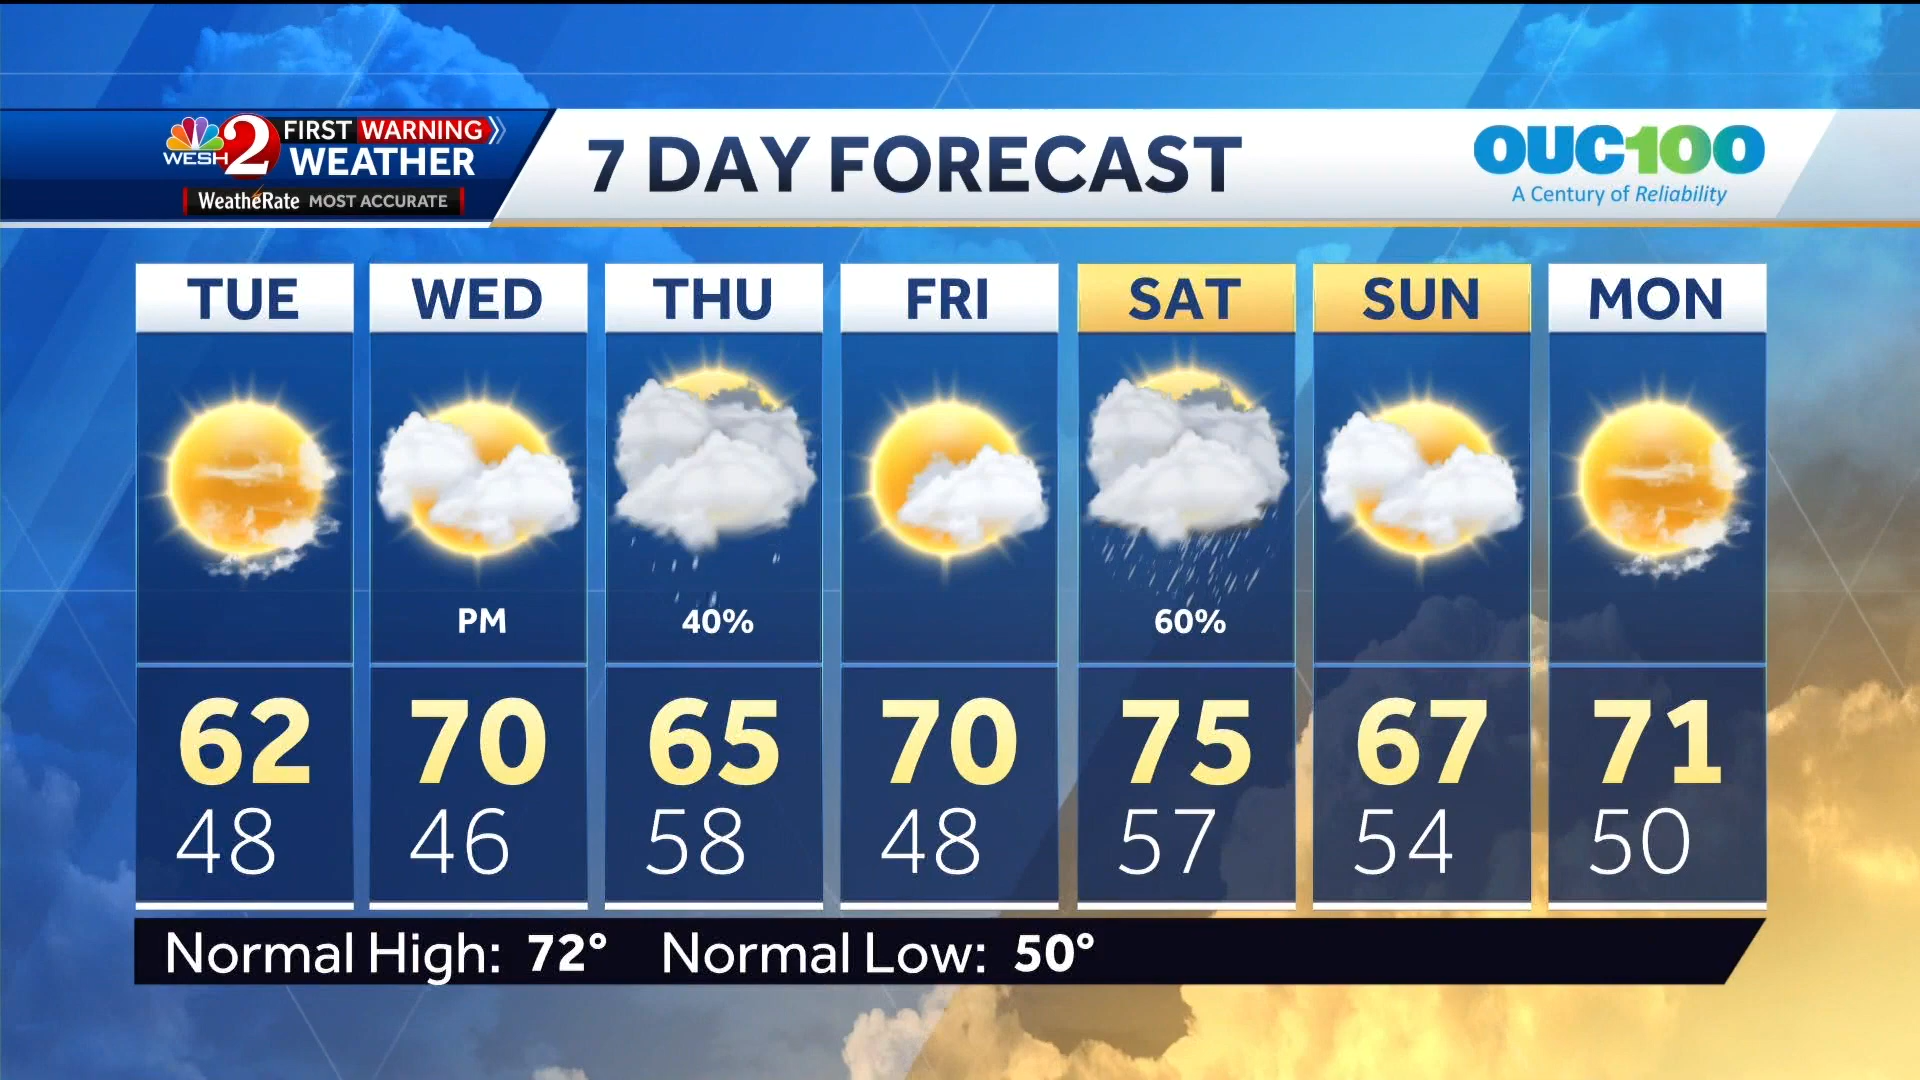 WESH 2 FIRST WARNING
WEATHER
WeatheRate MOST ACCURATE
7 DAY FORECAST
OUC100
A Century of Reliability
TUE WED THU FRI SAT SUN MON
PM 40% 60%
62 70 65 70 75 67 71
48 46 58 48 57 54 50
Normal High: 72° Normal Low: 50°